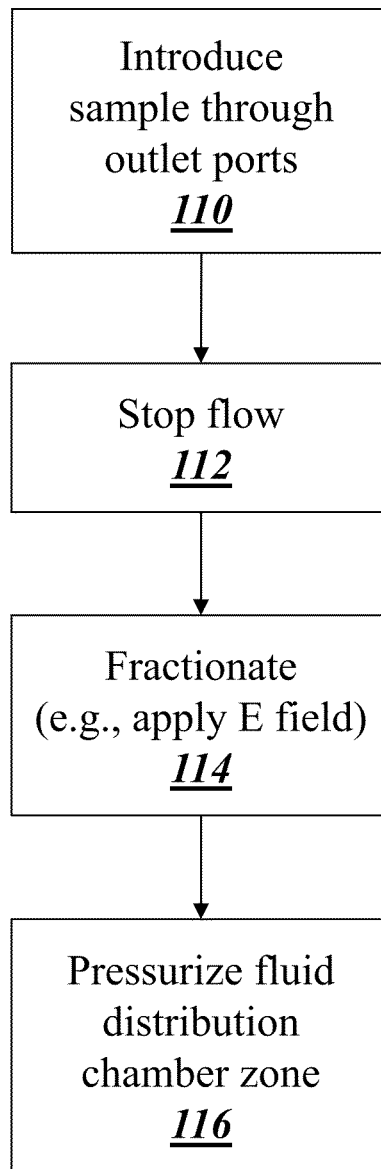 Introduce
sample through
outlet ports
110
Stop flow
112
Fractionate
(e.g., apply E field)
114
Pressurize fluid
distribution
chamber zone
116